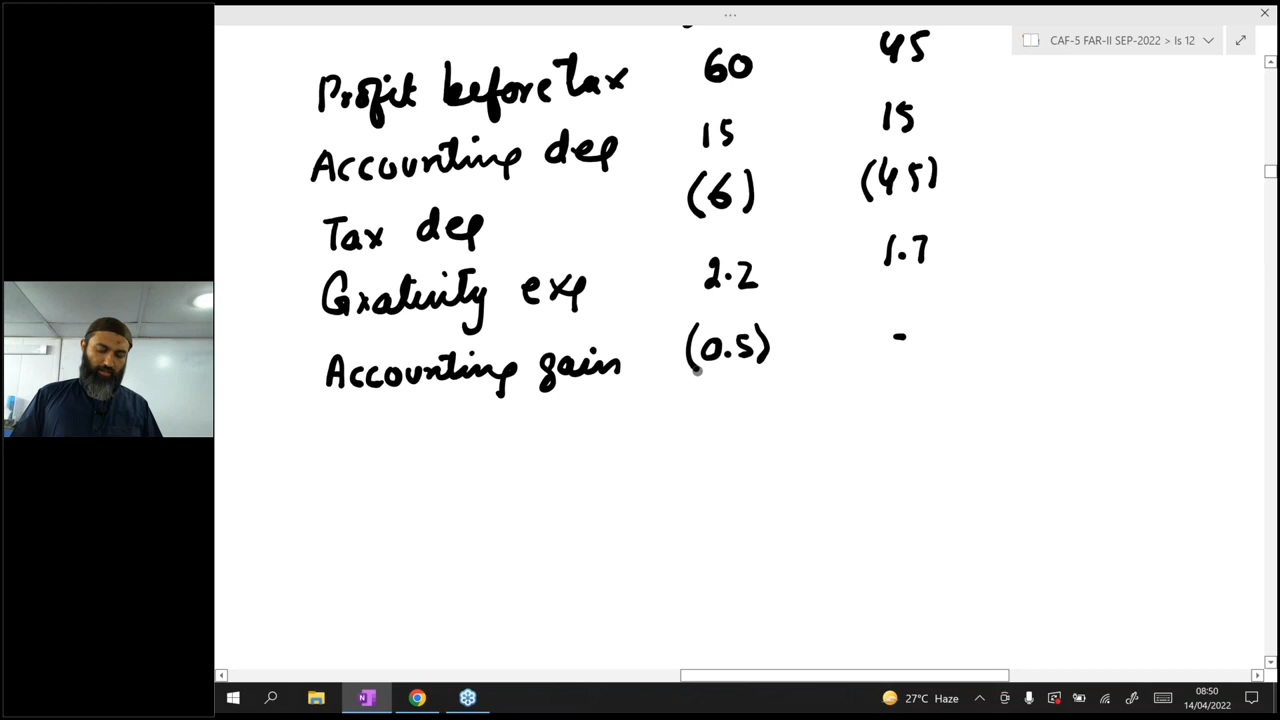 CAF-5 FAR-II SEP-2022 > Is 12
Profit before Tax 60 45
Accounting dep 15 15
Tax dep (6) (45)
Gratuity exp 2.2 1.7
Accounting gain (0.5) -
27°C Haze
08:50
14/04/2022